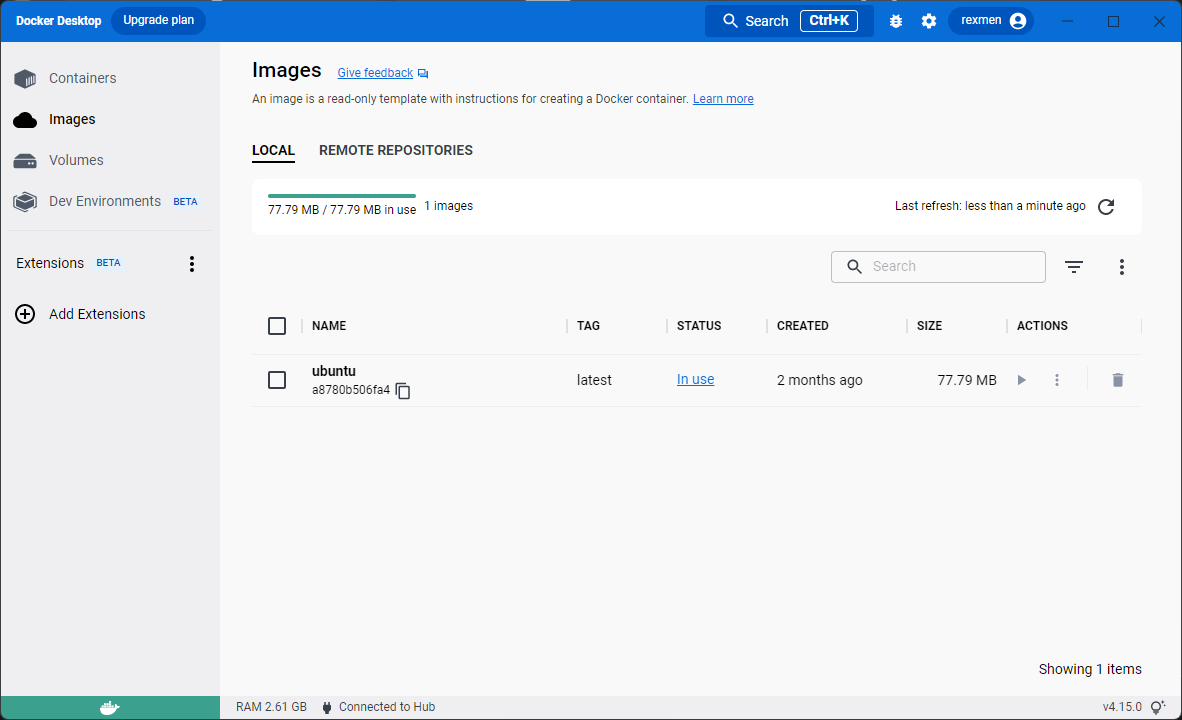 Docker Desktop Upgrade plan Search Ctrl+K rexmen
Containers
Images
Volumes
Dev Environments BETA
Extensions BETA
Add Extensions
Images Give feedback
An image is a read-only template with instructions for creating a Docker container. Learn more
LOCAL REMOTE REPOSITORIES
77.79 MB / 77.79 MB in use 1 images Last refresh: less than a minute ago
Search
NAME TAG STATUS CREATED SIZE ACTIONS
ubuntu
a8780b506fa4 latest In use 2 months ago 77.79 MB
Showing 1 items
RAM 2.61 GB Connected to Hub v4.15.0